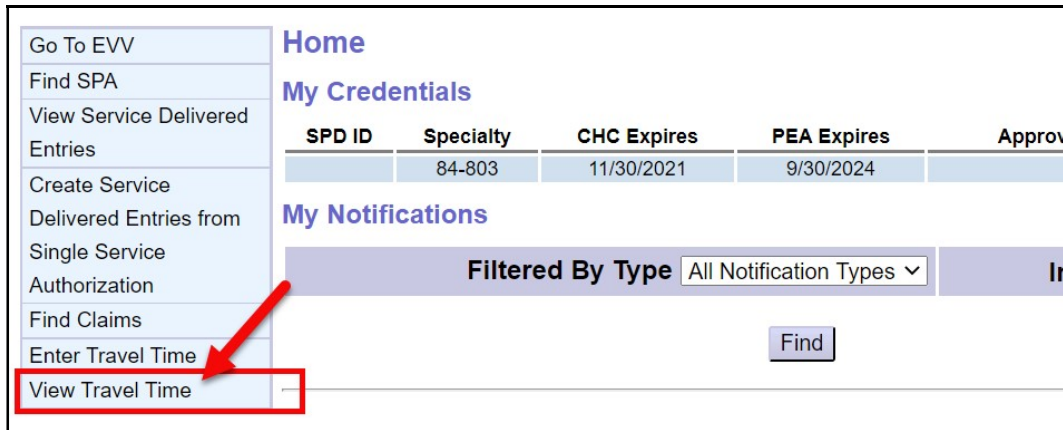 Go To EVV
Find SPA
View Service Delivered
Entries
Create Service
Delivered Entries from
Single Service
Authorization
Find Claims
Enter Travel Time
View Travel Time
Home
My Credentials
SPD ID Specialty CHC Expires PEA Expires
84-803 11/30/2021 9/30/2024
My Notifications
Filtered By Type All Notification Types
Find